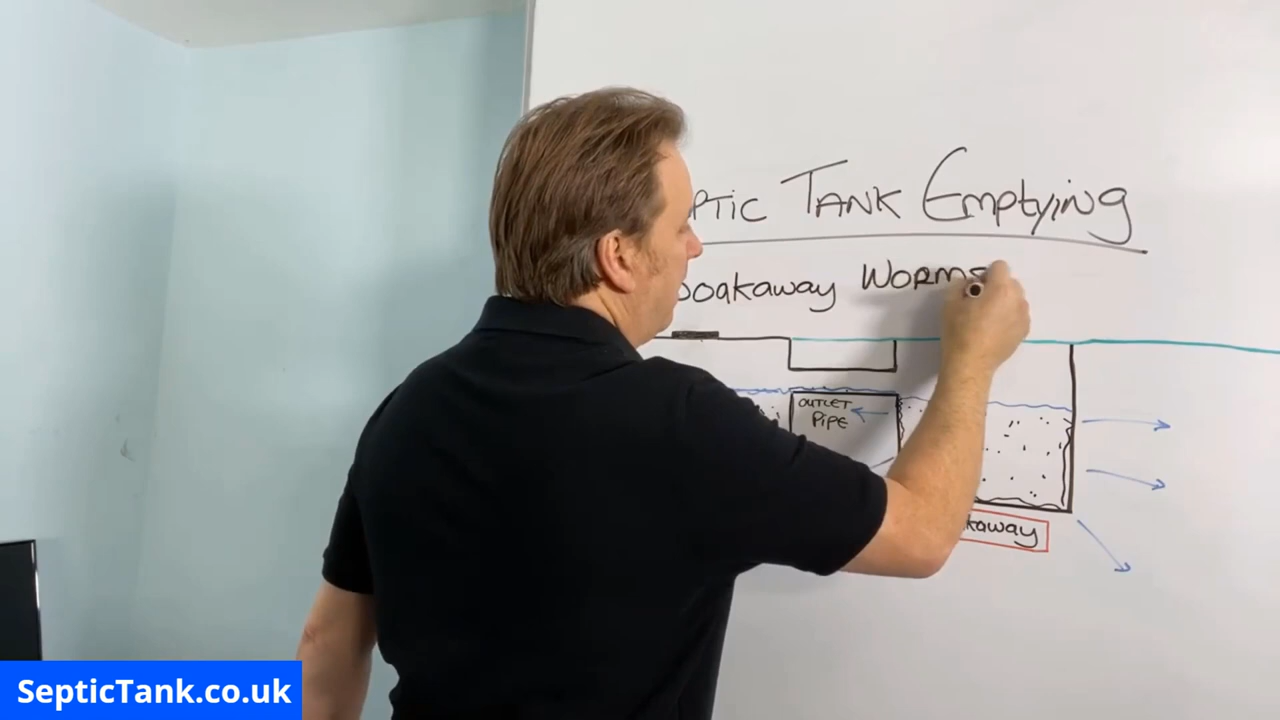 PTIC TANK Emptying
oakaway WORMS
OUTLET
PiPE
kaway
SepticTank.co.uk